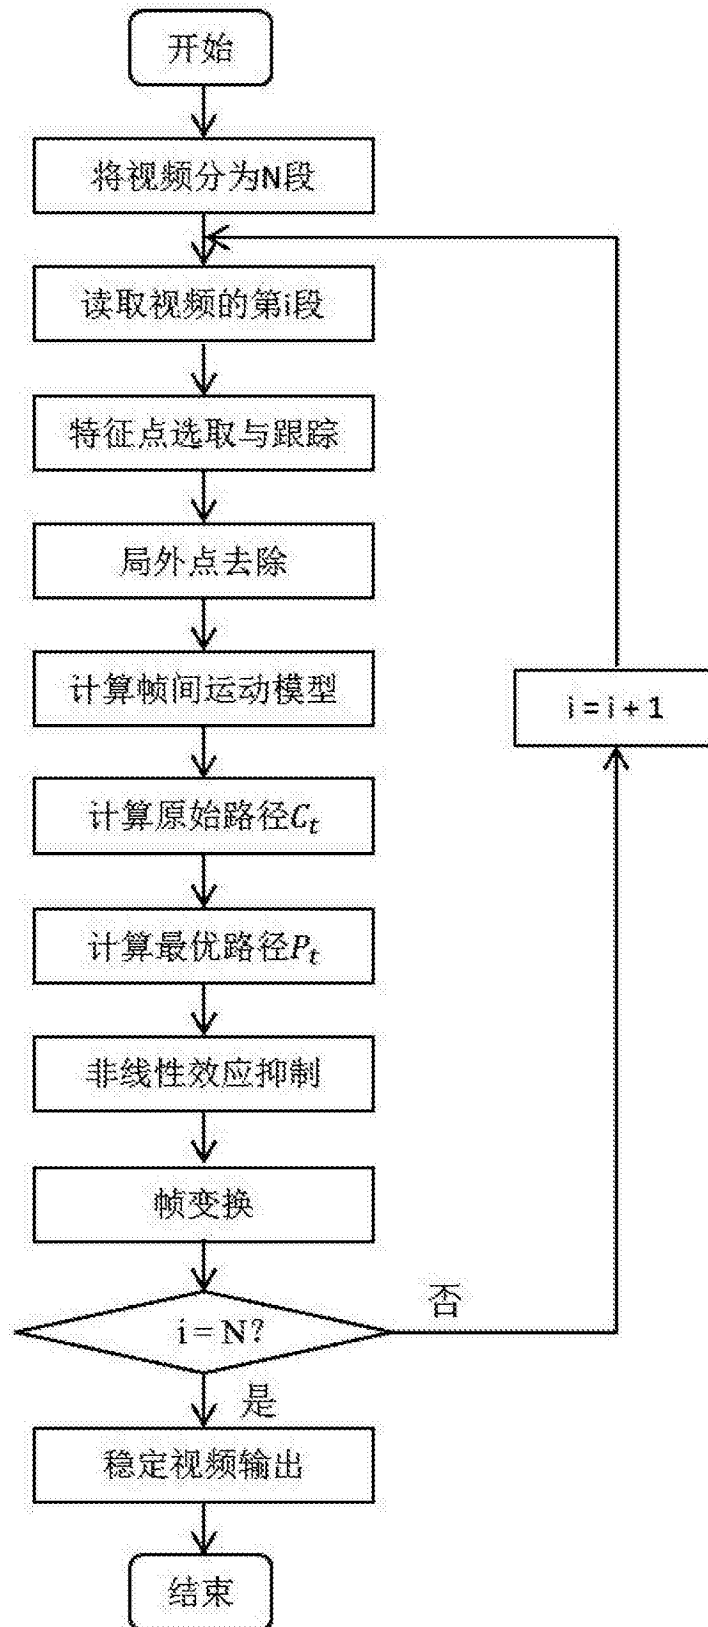 开始
将视频分为N段
读取视频的第i段
特征点选取与跟踪
局外点去除
计算帧间运动模型
i = i + 1
计算原始路径C_t
计算最优路径P_t
非线性效应抑制
帧变换
i = N?
否
是
稳定视频输出
结束